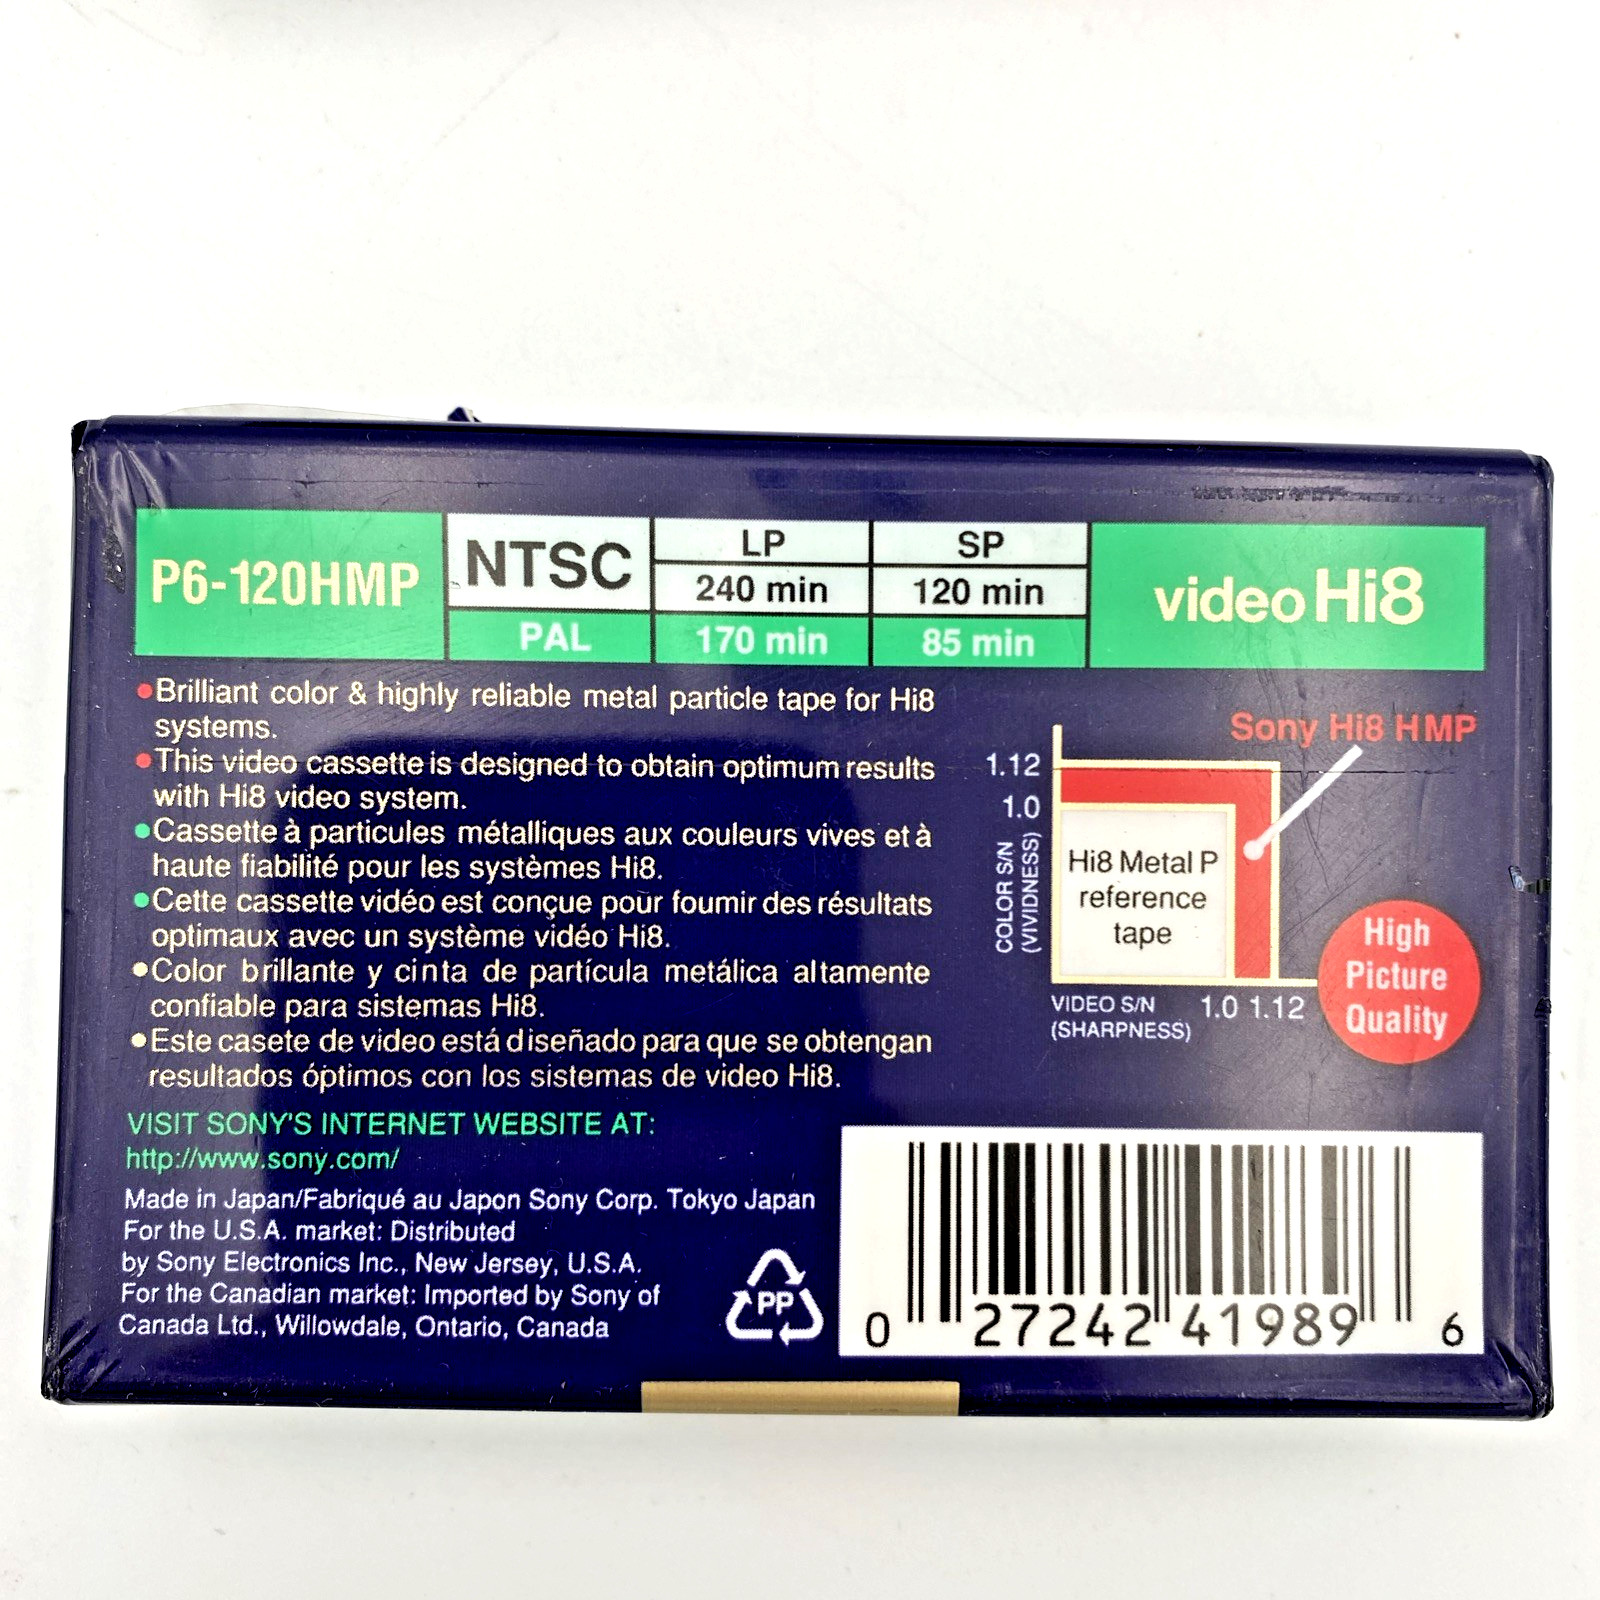 P6-120HMP
NTSC
LP
SP
240 min
120 min
PAL
170 min
85 min
video Hi8
•Brilliant color & highly reliable metal particle tape for Hi8
systems.
•This video cassette is designed to obtain optimum results
with Hi8 video system.
•Cassette à particules métalliques aux couleurs vives et à
haute fiabilité pour les systèmes Hi8.
•Cette cassette vidéo est conçue pour fournir des résultats
optimaux avec un système vidéo Hi8.
•Color brillante y cinta de partícula metálica altamente
confiable para sistemas Hi8.
•Este casete de video está diseñado para que se obtengan
resultados óptimos con los sistemas de video Hi8.
Sony Hi8 HMP
1.12
1.0
COLOR S/N
(VIVIDNESS)
Hi8 Metal P
reference
tape
VIDEO S/N
(SHARPNESS)
1.0 1.12
High
Picture
Quality
VISIT SONY'S INTERNET WEBSITE AT:
http://www.sony.com/
Made in Japan/Fabriqué au Japon Sony Corp. Tokyo Japan
For the U.S.A. market: Distributed
by Sony Electronics Inc., New Jersey, U.S.A.
For the Canadian market: Imported by Sony of
Canada Ltd., Willowdale, Ontario, Canada
PP
0 27242 41989 6